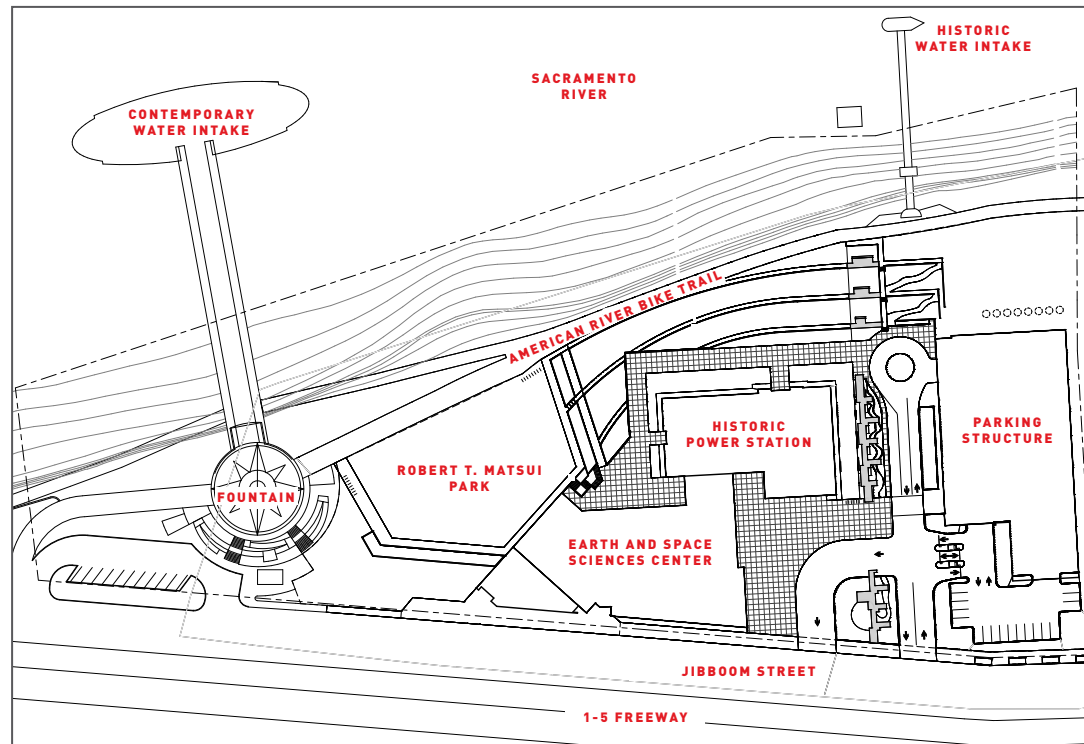 HISTORIC
WATER INTAKE
SACRAMENTO
RIVER
CONTEMPORARY
WATER INTAKE
AMERICAN RIVER BIKE TRAIL
HISTORIC
POWER STATION
PARKING
STRUCTURE
ROBERT T. MATSUI
PARK
FOUNTAIN
EARTH AND SPACE
SCIENCES CENTER
JIBBOOM STREET
1-5 FREEWAY